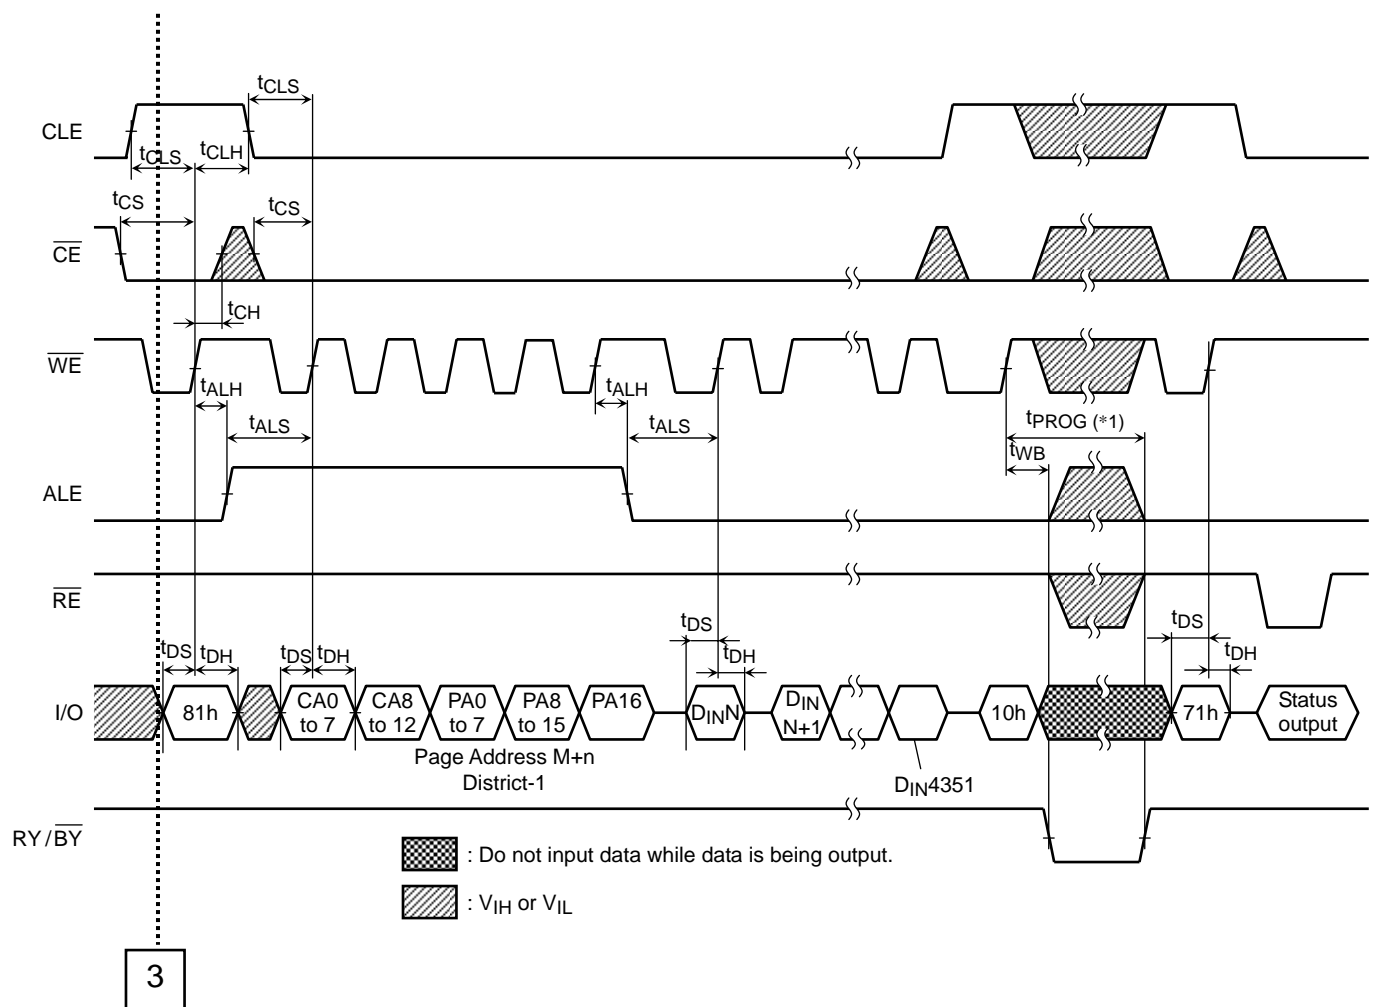 tCLS
CLE
tCLS tCLH
tCS tCS
CE
tCH
WE
tALH tALH
tALS tALS tPROG (*1)
tWB
ALE
RE
tDS tDH tDS tDH tDS tDH tDS tDH
I/O 81h CA0 to 7 CA8 to 12 PA0 to 7 PA8 to 15 PA16 DINN DIN N+1 10h 71h Status output
Page Address M+n
District-1
DIN4351
RY/BY
: Do not input data while data is being output.
: VIH or VIL
3